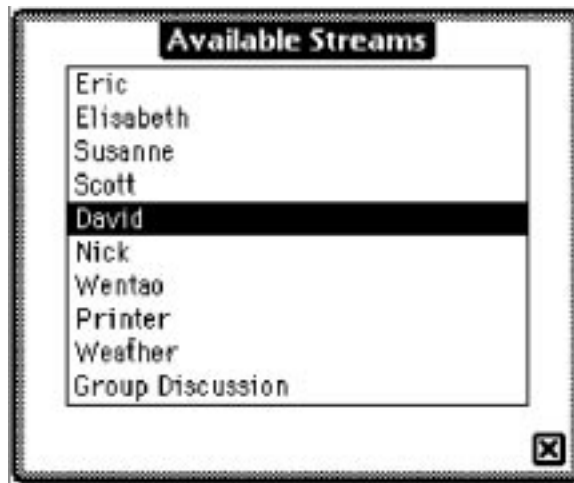 Available Streams
Eric
Elisabeth
Susanne
Scott
David
Nick
Wentao
Printer
Weather
Group Discussion